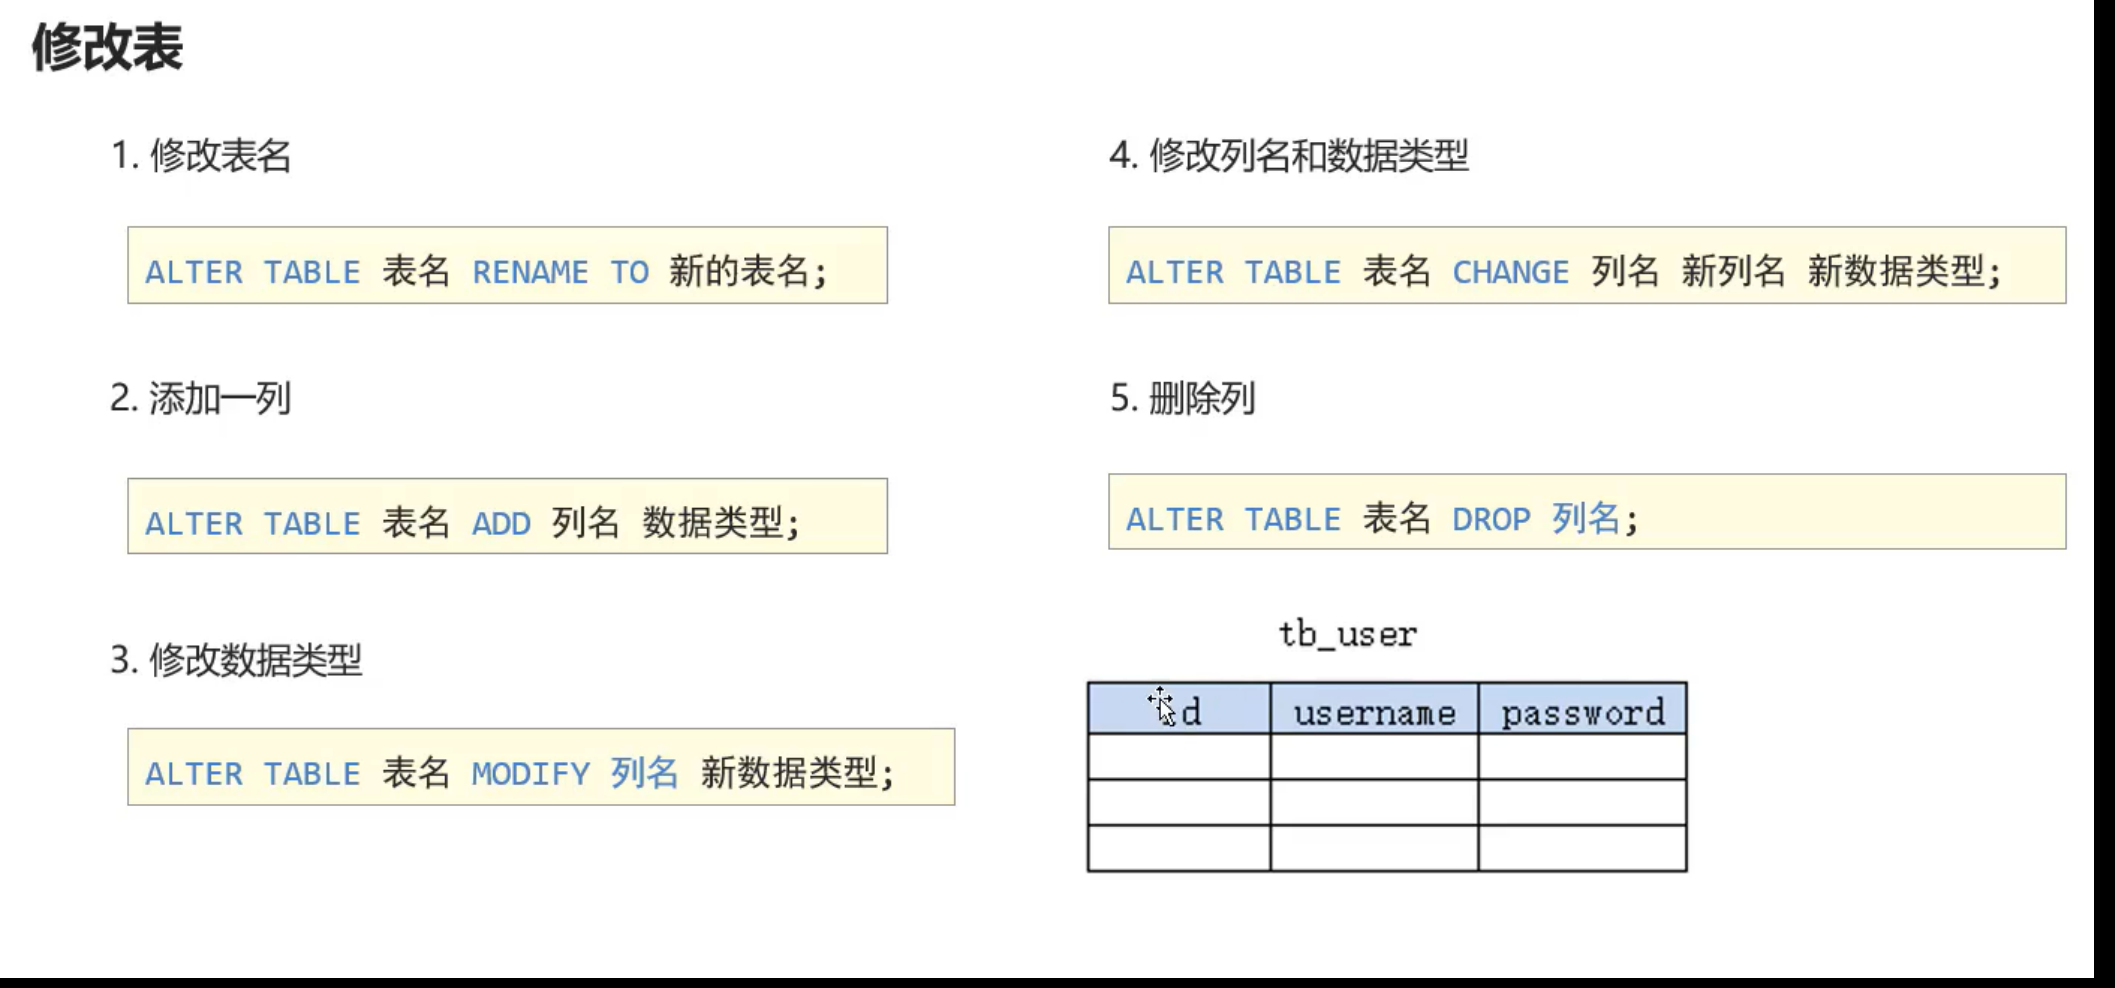 修改表
1. 修改表名
ALTER TABLE 表名 RENAME TO 新的表名;
2. 添加一列
ALTER TABLE 表名 ADD 列名 数据类型;
3. 修改数据类型
ALTER TABLE 表名 MODIFY 列名 新数据类型;
4. 修改列名和数据类型
ALTER TABLE 表名 CHANGE 列名 新列名 新数据类型;
5. 删除列
ALTER TABLE 表名 DROP 列名;
tb_user
id username password